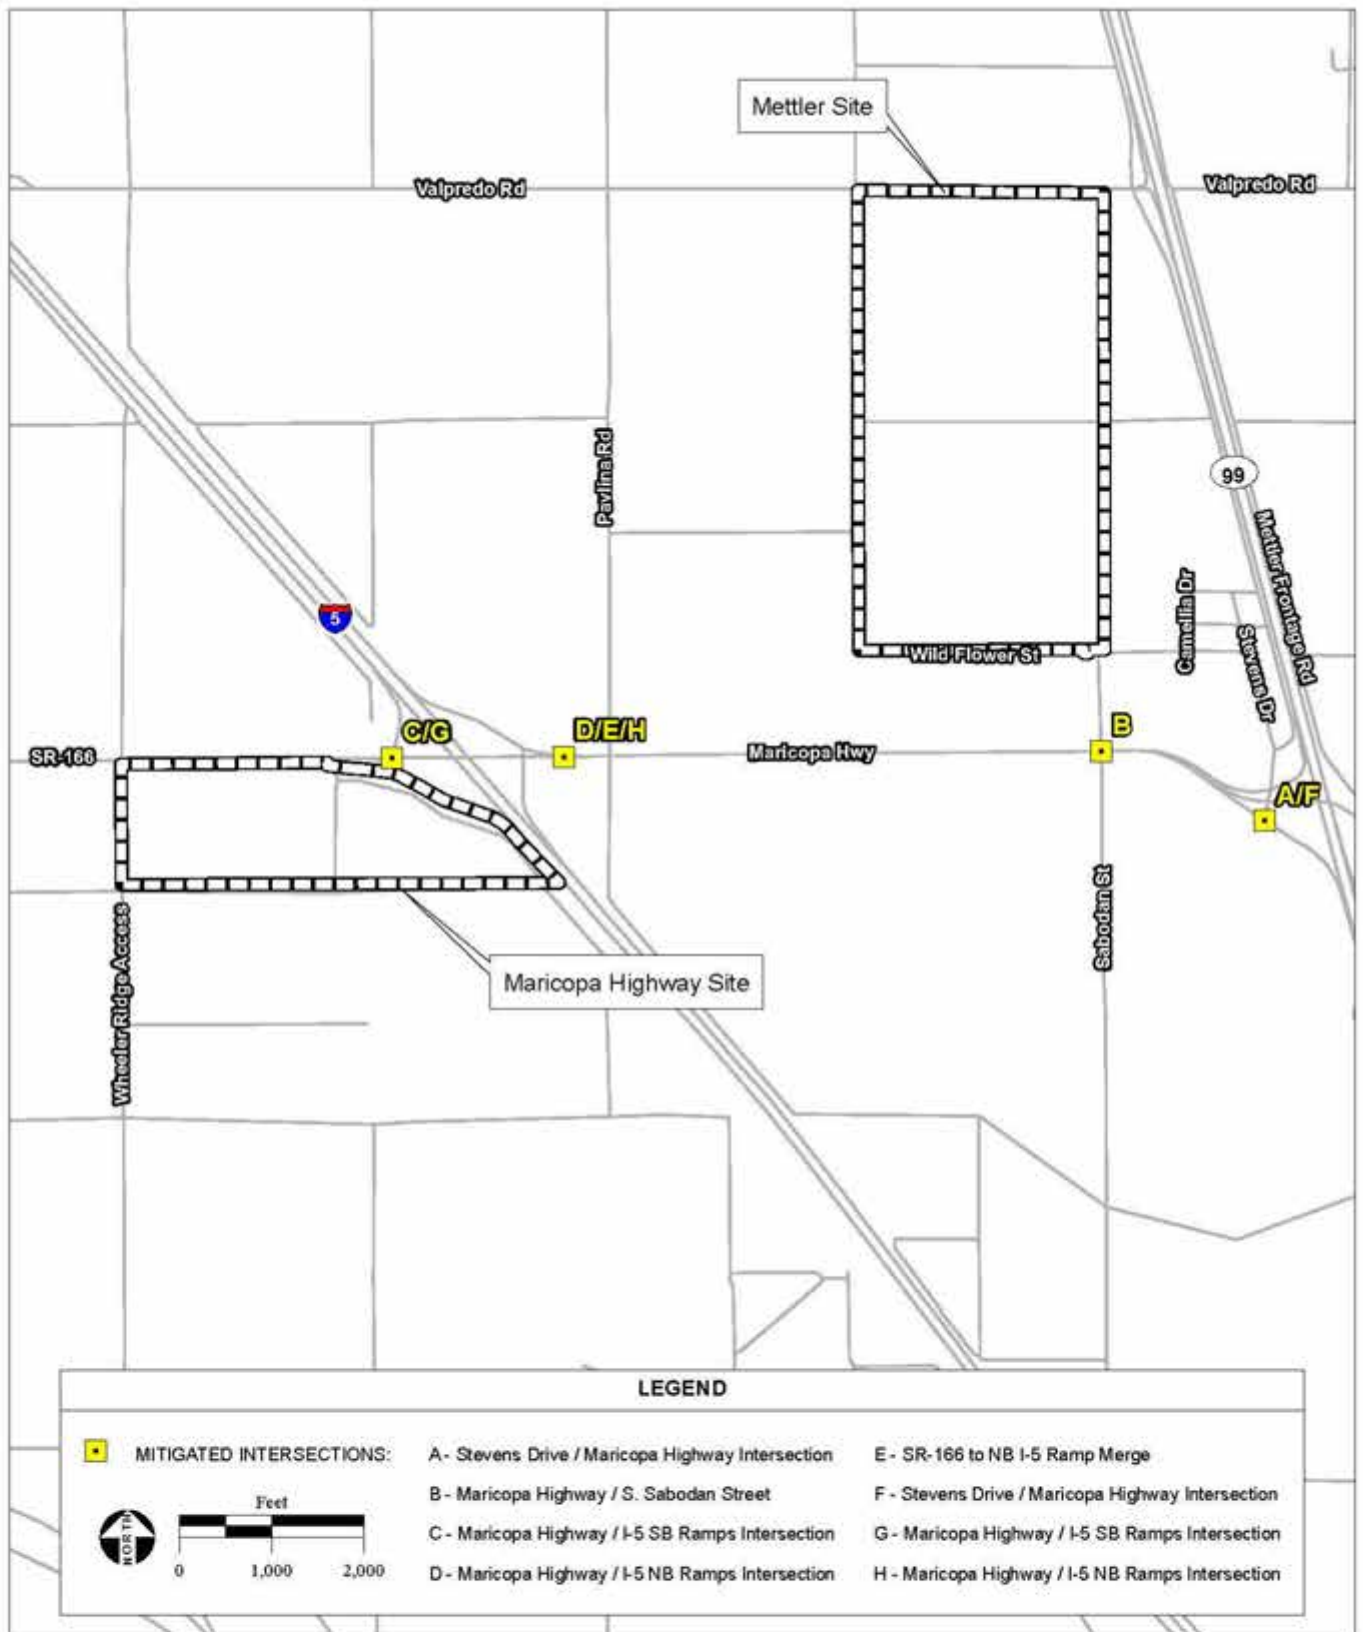 Mettler Site
Valpredo Rd
Valpredo Rd
Pavlina Rd
99
Mettler Frontage Rd
Camellia Dr
Stevens Dr
5
Wild Flower St
C/G
D/E/H
B
SR-166
Maricopa Hwy
A/F
Sabodan St
Wheeler Ridge Access
Maricopa Highway Site
LEGEND
MITIGATED INTERSECTIONS:
A - Stevens Drive / Maricopa Highway Intersection
B - Maricopa Highway / S. Sabodan Street
C - Maricopa Highway / I-5 SB Ramps Intersection
D - Maricopa Highway / I-5 NB Ramps Intersection
E - SR-166 to NB I-5 Ramp Merge
F - Stevens Drive / Maricopa Highway Intersection
G - Maricopa Highway / I-5 SB Ramps Intersection
H - Maricopa Highway / I-5 NB Ramps Intersection
NORTH
Feet
0 1,000 2,000